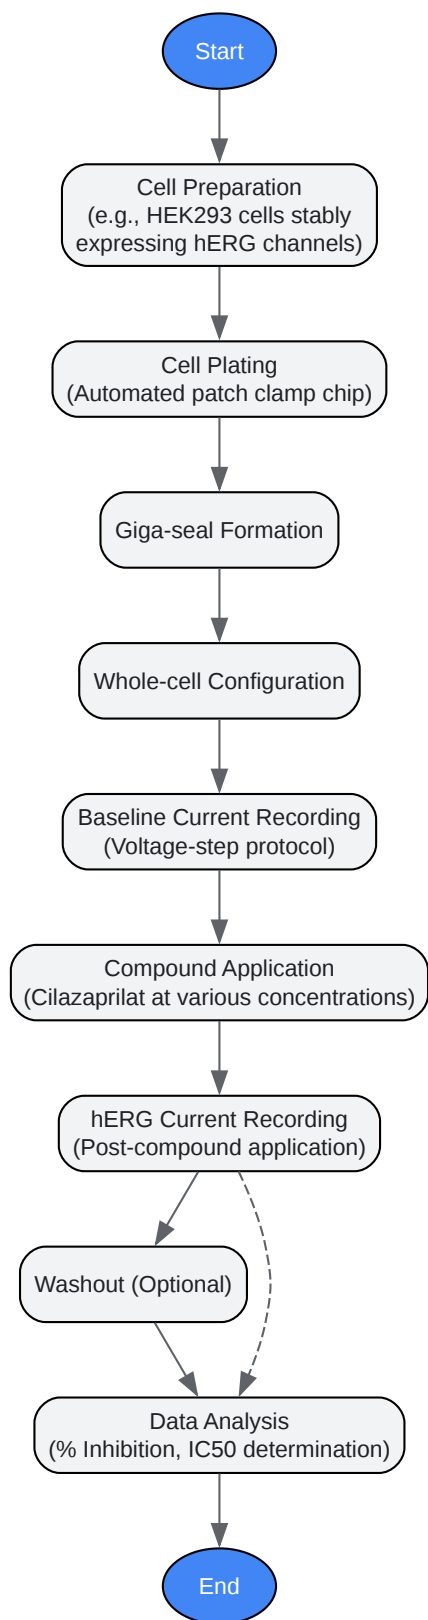 Start
Cell Preparation
(e.g., HEK293 cells stably
expressing hERG channels)
Cell Plating
(Automated patch clamp chip)
Giga-seal Formation
Whole-cell Configuration
Baseline Current Recording
(Voltage-step protocol)
Compound Application
(Cilazaprilat at various concentrations)
hERG Current Recording
(Post-compound application)
Washout (Optional)
Data Analysis
(% Inhibition, IC50 determination)
End